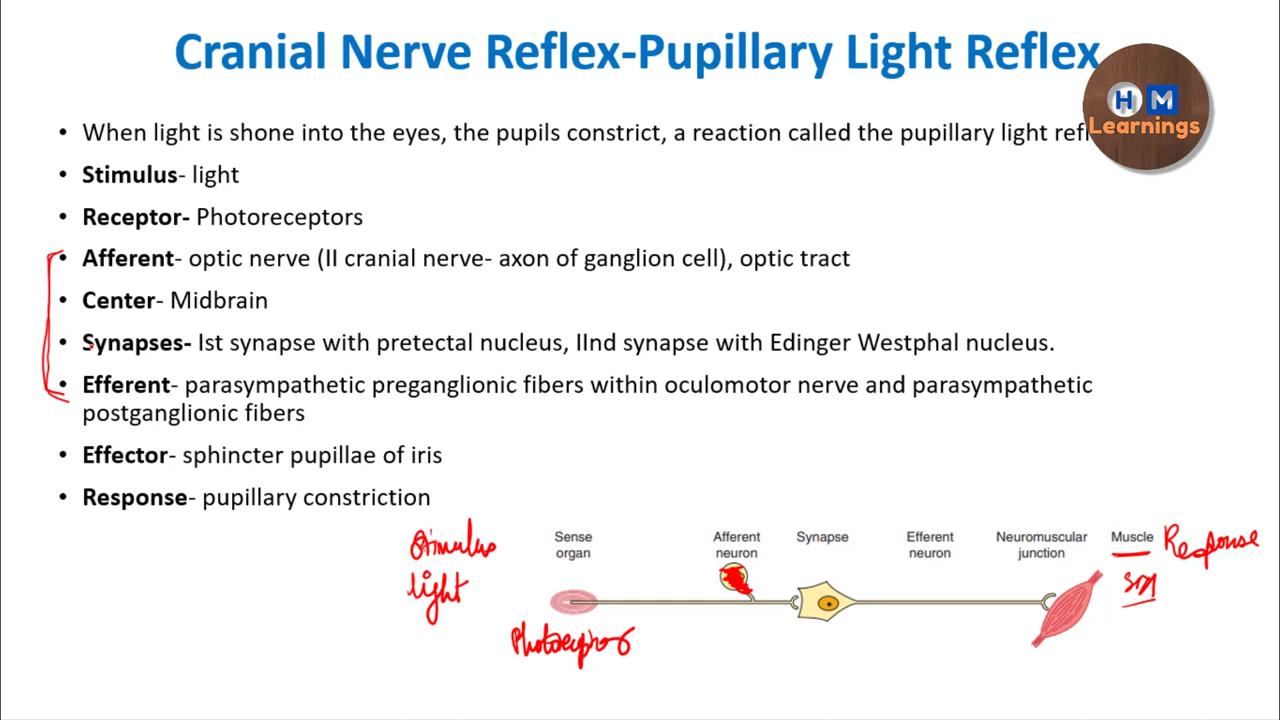 Cranial Nerve Reflex-Pupillary Light Reflex
H M
Learnings
• When light is shone into the eyes, the pupils constrict, a reaction called the pupillary light
• Stimulus- light
• Receptor- Photoreceptors
• Afferent- optic nerve (II cranial nerve- axon of ganglion cell), optic tract
• Center- Midbrain
• Synapses- Ist synapse with pretectal nucleus, IInd synapse with Edinger Westphal nucleus.
• Efferent- parasympathetic preganglionic fibers within oculomotor nerve and parasympathetic
postganglionic fibers
• Effector- sphincter pupillae of iris
• Response- pupillary constriction
Stimulus
light
Sense
organ
Afferent
neuron
Synapse
Efferent
neuron
Neuromuscular
junction
Muscle
Response
SM